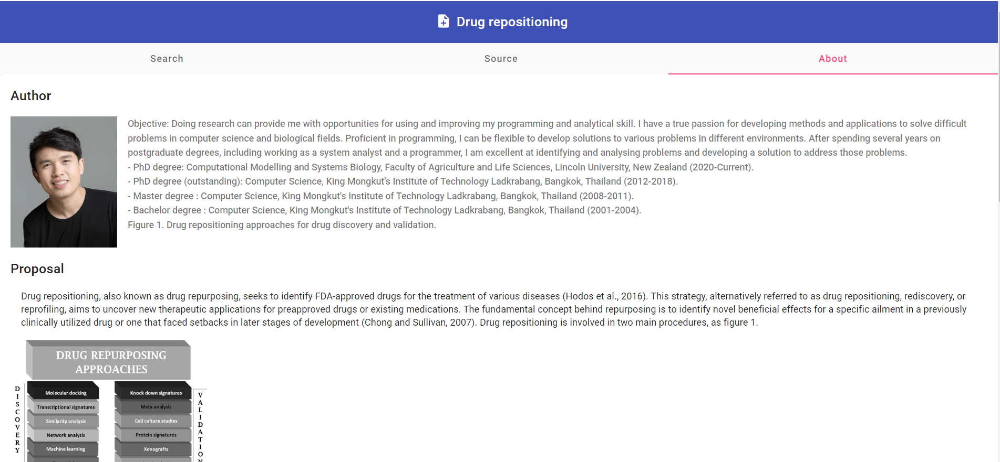 Drug repositioning
Search
Source
About
Author
Objective: Doing research can provide me with opportunities for using and improving my programming and analytical skill. I have a true passion for developing methods and applications to solve difficult
problems in computer science and biological fields. Proficient in programming, I can be flexible to develop solutions to various problems in different environments. After spending several years on
postgraduate degrees, including working as a system analyst and a programmer, I am excellent at identifying and analysing problems and developing a solution to address those problems.
- PhD degree: Computational Modelling and Systems Biology, Faculty of Agriculture and Life Sciences, Lincoln University, New Zealand (2020-Current).
- PhD degree (outstanding): Computer Science, King Mongkut's Institute of Technology Ladkrabang, Bangkok, Thailand (2012-2018).
- Master degree : Computer Science, King Mongkut's Institute of Technology Ladkrabang, Bangkok, Thailand (2008-2011).
- Bachelor degree : Computer Science, King Mongkut's Institute of Technology Ladkrabang, Bangkok, Thailand (2001-2004).
Figure 1. Drug repositioning approaches for drug discovery and validation.
Proposal
Drug repositioning, also known as drug repurposing, seeks to identify FDA-approved drugs for the treatment of various diseases (Hodos et al., 2016). This strategy, alternatively referred to as drug repositioning, rediscovery, or
reprofiling, aims to uncover new therapeutic applications for preapproved drugs or existing medications. The fundamental concept behind repurposing is to identify novel beneficial effects for a specific ailment in a previously
clinically utilized drug or one that faced setbacks in later stages of development (Chong and Sullivan, 2007). Drug repositioning is involved in two main procedures, as figure 1.
DRUG REPURPOSING
APPROACHES
DISCOVERY
Molecular docking
Transcriptional signatures
Similarity analysis
Network analysis
Machine learning
Knock down signatures
Meta analysis
Cell culture studies
Protein signatures
Xenografts
VALIDATION